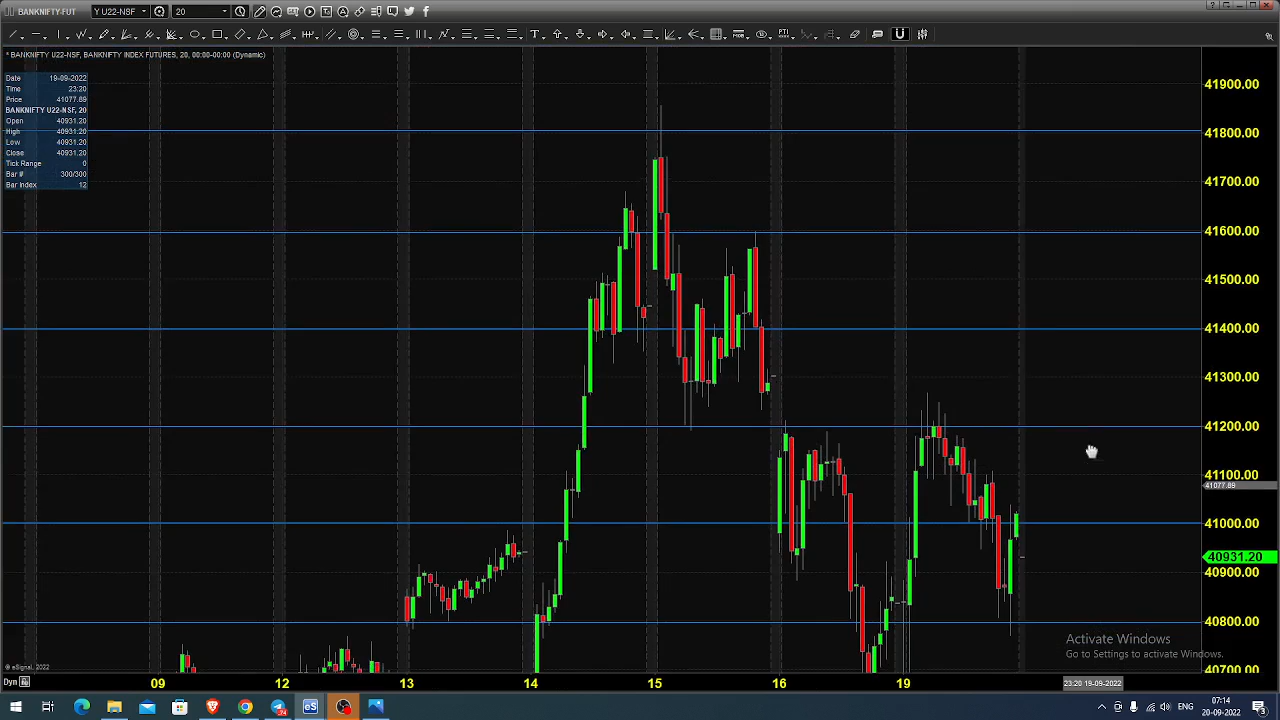 BANKNIFTY-FUT
Y U22-NSF
20
* BANKNIFTY U22-NSF, BANKNIFTY INDEX FUTURES, 20, 00:00-00:00 (Dynamic)
Date 19-09-2022
Time 23:20
Price 41077.89
BANKNIFTY U22-NSF, 20
Open 40931.20
High 40931.20
Low 40931.20
Close 40931.20
Tick Range 0
Bar # 300/300
Bar Index 12
41900.00
41800.00
41700.00
41600.00
41500.00
41400.00
41300.00
41200.00
41100.00
41077.89
41000.00
40931.20
40900.00
40800.00
40700.00
Activate Windows
Go to Settings to activate Windows.
© eSignal, 2022
Dyn
09 12 13 14 15 16 19
23:20 19-09-2022
eS
74
ENG
07:14
20-09-2022
3